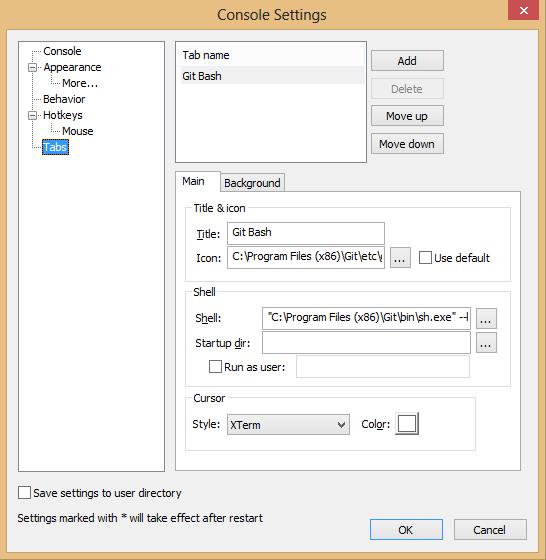 Console Settings
Console
Appearance
More...
Behavior
Hotkeys
Mouse
Tabs
Tab name
Git Bash
Add
Delete
Move up
Move down
Main Background
Title & icon
Title: Git Bash
Icon: C:\Program Files (x86)\Git\etc\ ... Use default
Shell
Shell: "C:\Program Files (x86)\Git\bin\sh.exe" --l ...
Startup dir: ...
Run as user:
Cursor
Style: XTerm Color:
Save settings to user directory
Settings marked with * will take effect after restart
OK Cancel